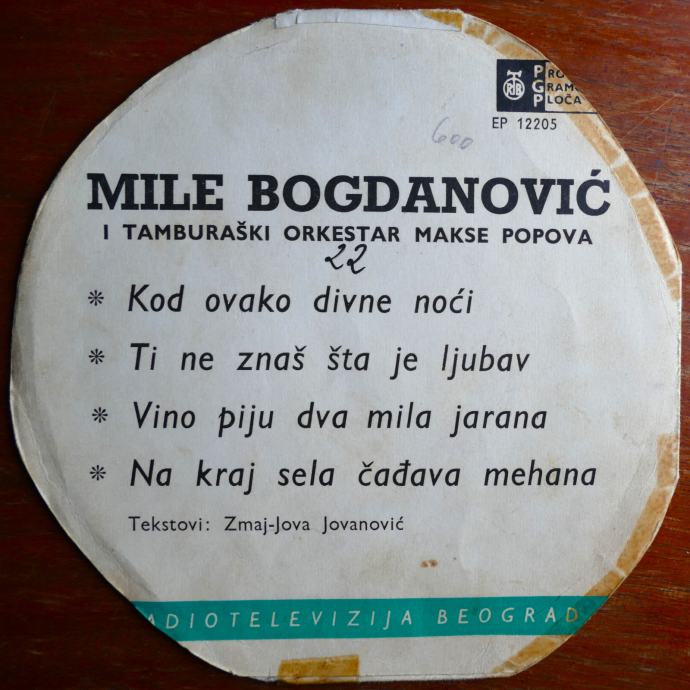 RTB
PRO
GRAM
PLOČA
EP 12205
600
MILE BOGDANOVIĆ
I TAMBURAŠKI ORKESTAR MAKSE POPOVA
22
* Kod ovako divne noći
* Ti ne znaš šta je ljubav
* Vino piju dva mila jarana
* Na kraj sela čađava mehana
Tekstovi: Zmaj-Jova Jovanović
ADIOTELEVIZIJA BEOGRAD